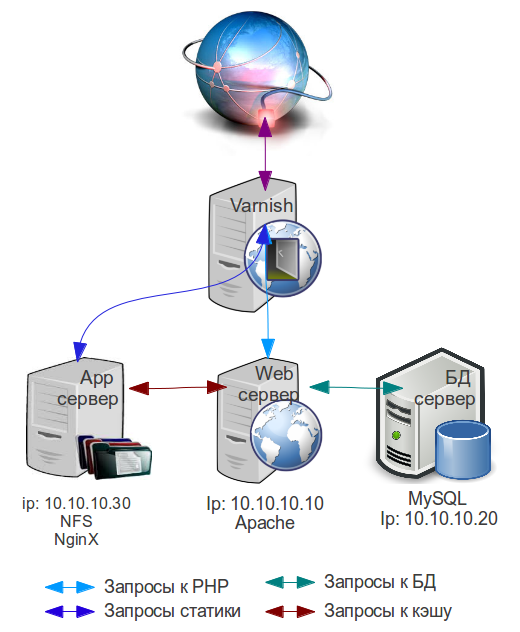 Varnish
App
сервер
Web
сервер
БД
сервер
ip: 10.10.10.30
NFS
NginX
Ip: 10.10.10.10
Apache
MySQL
Ip: 10.10.10.20
Запросы к PHP
Запросы к БД
Запросы статики
Запросы к кэшу